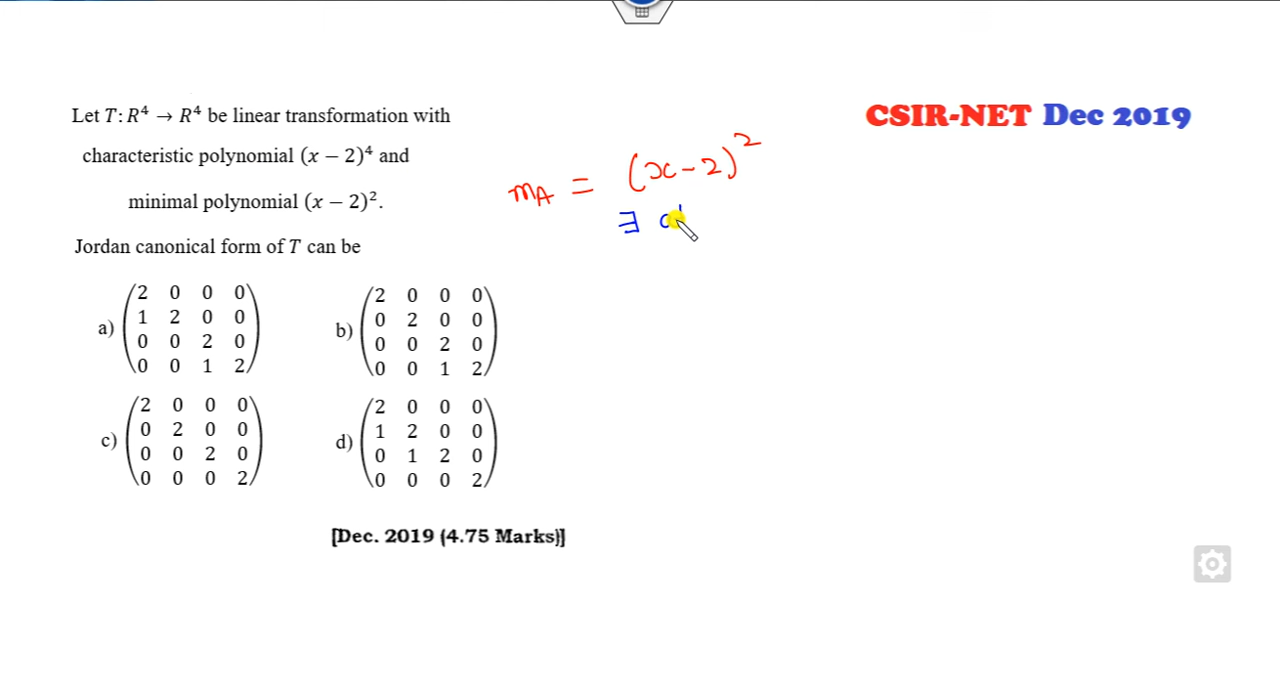 Let T: R⁴ → R⁴ be linear transformation with
CSIR-NET Dec 2019
characteristic polynomial (x − 2)⁴ and
minimal polynomial (x − 2)².
m_A = (x-2)²
∃
Jordan canonical form of T can be
a)
2 0 0 0
1 2 0 0
0 0 2 0
0 0 1 2
b)
2 0 0 0
0 2 0 0
0 0 2 0
0 0 1 2
c)
2 0 0 0
0 2 0 0
0 0 2 0
0 0 0 2
d)
2 0 0 0
1 2 0 0
0 1 2 0
0 0 0 2
[Dec. 2019 (4.75 Marks)]